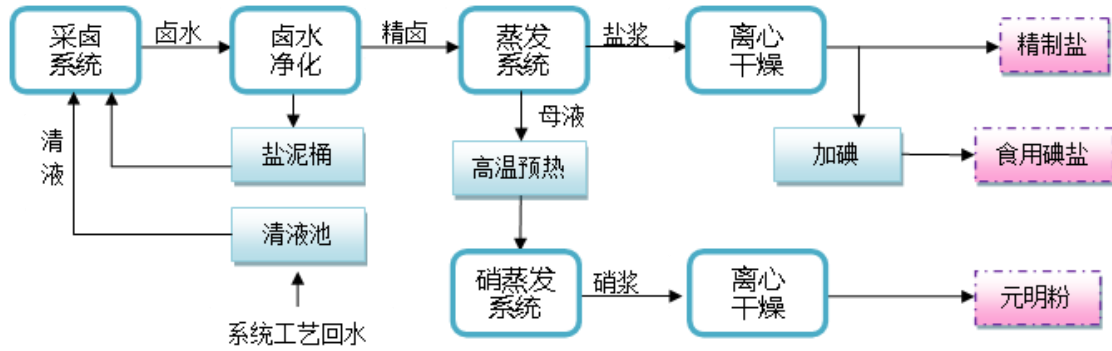 采卤
系统
卤水
卤水
净化
精卤
蒸发
系统
盐浆
离心
干燥
精制盐
清
液
盐泥桶
母液
高温预热
加碘
食用碘盐
清液池
硝蒸发
系统
硝浆
离心
干燥
元明粉
系统工艺回水